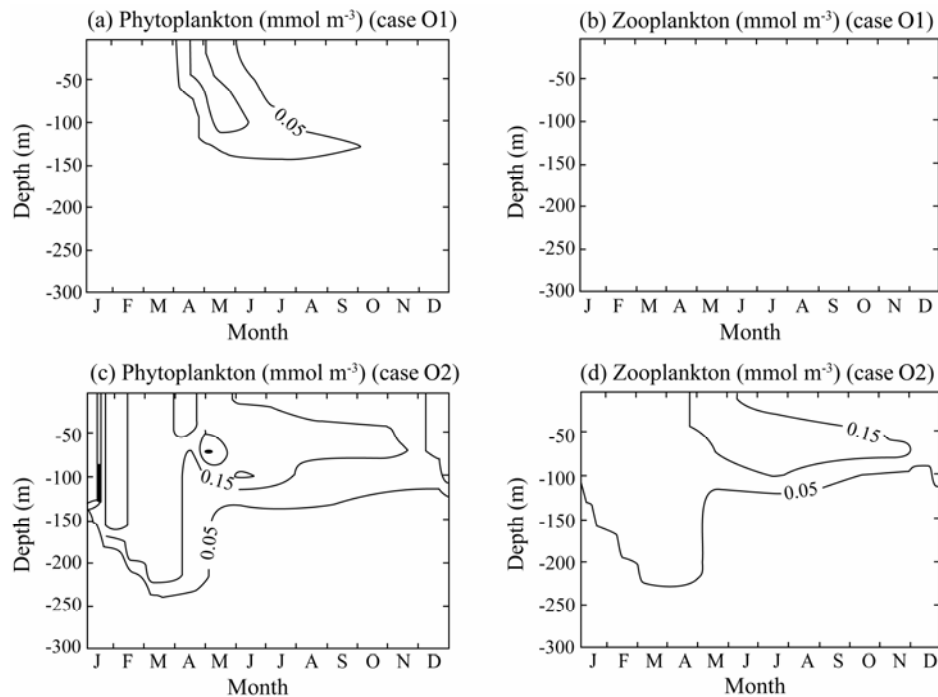 (a) Phytoplankton (mmol m⁻³) (case O1)
-50
-100
-150
-200
-250
-300
Depth (m)
0.05
J F M A M J J A S O N D
Month
(b) Zooplankton (mmol m⁻³) (case O1)
-50
-100
-150
-200
-250
-300
Depth (m)
J F M A M J J A S O N D
Month
(c) Phytoplankton (mmol m⁻³) (case O2)
-50
-100
-150
-200
-250
-300
Depth (m)
0.15
0.05
J F M A M J J A S O N D
Month
(d) Zooplankton (mmol m⁻³) (case O2)
-50
-100
-150
-200
-250
-300
Depth (m)
0.15
0.05
J F M A M J J A S O N D
Month